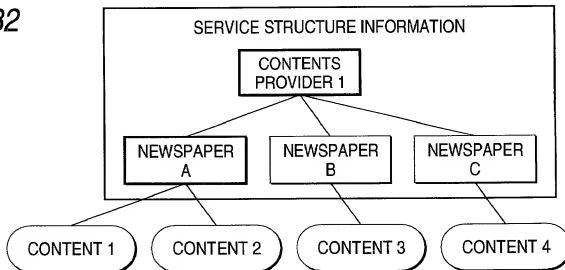 32
SERVICE STRUCTURE INFORMATION
CONTENTS
PROVIDER 1
NEWSPAPER
A
NEWSPAPER
B
NEWSPAPER
C
CONTENT 1
CONTENT 2
CONTENT 3
CONTENT 4